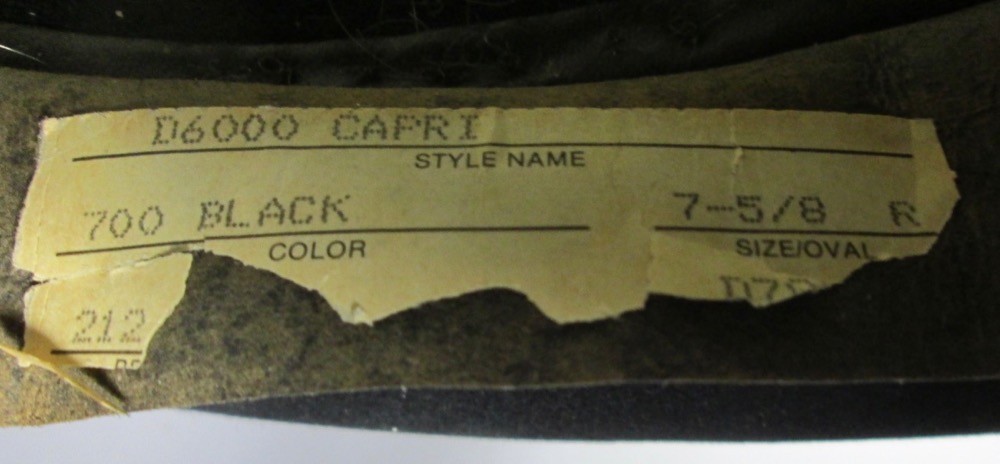 D6000 CAPRI
STYLE NAME
700 BLACK 7-5/8 R
COLOR SIZE/OVAL
212